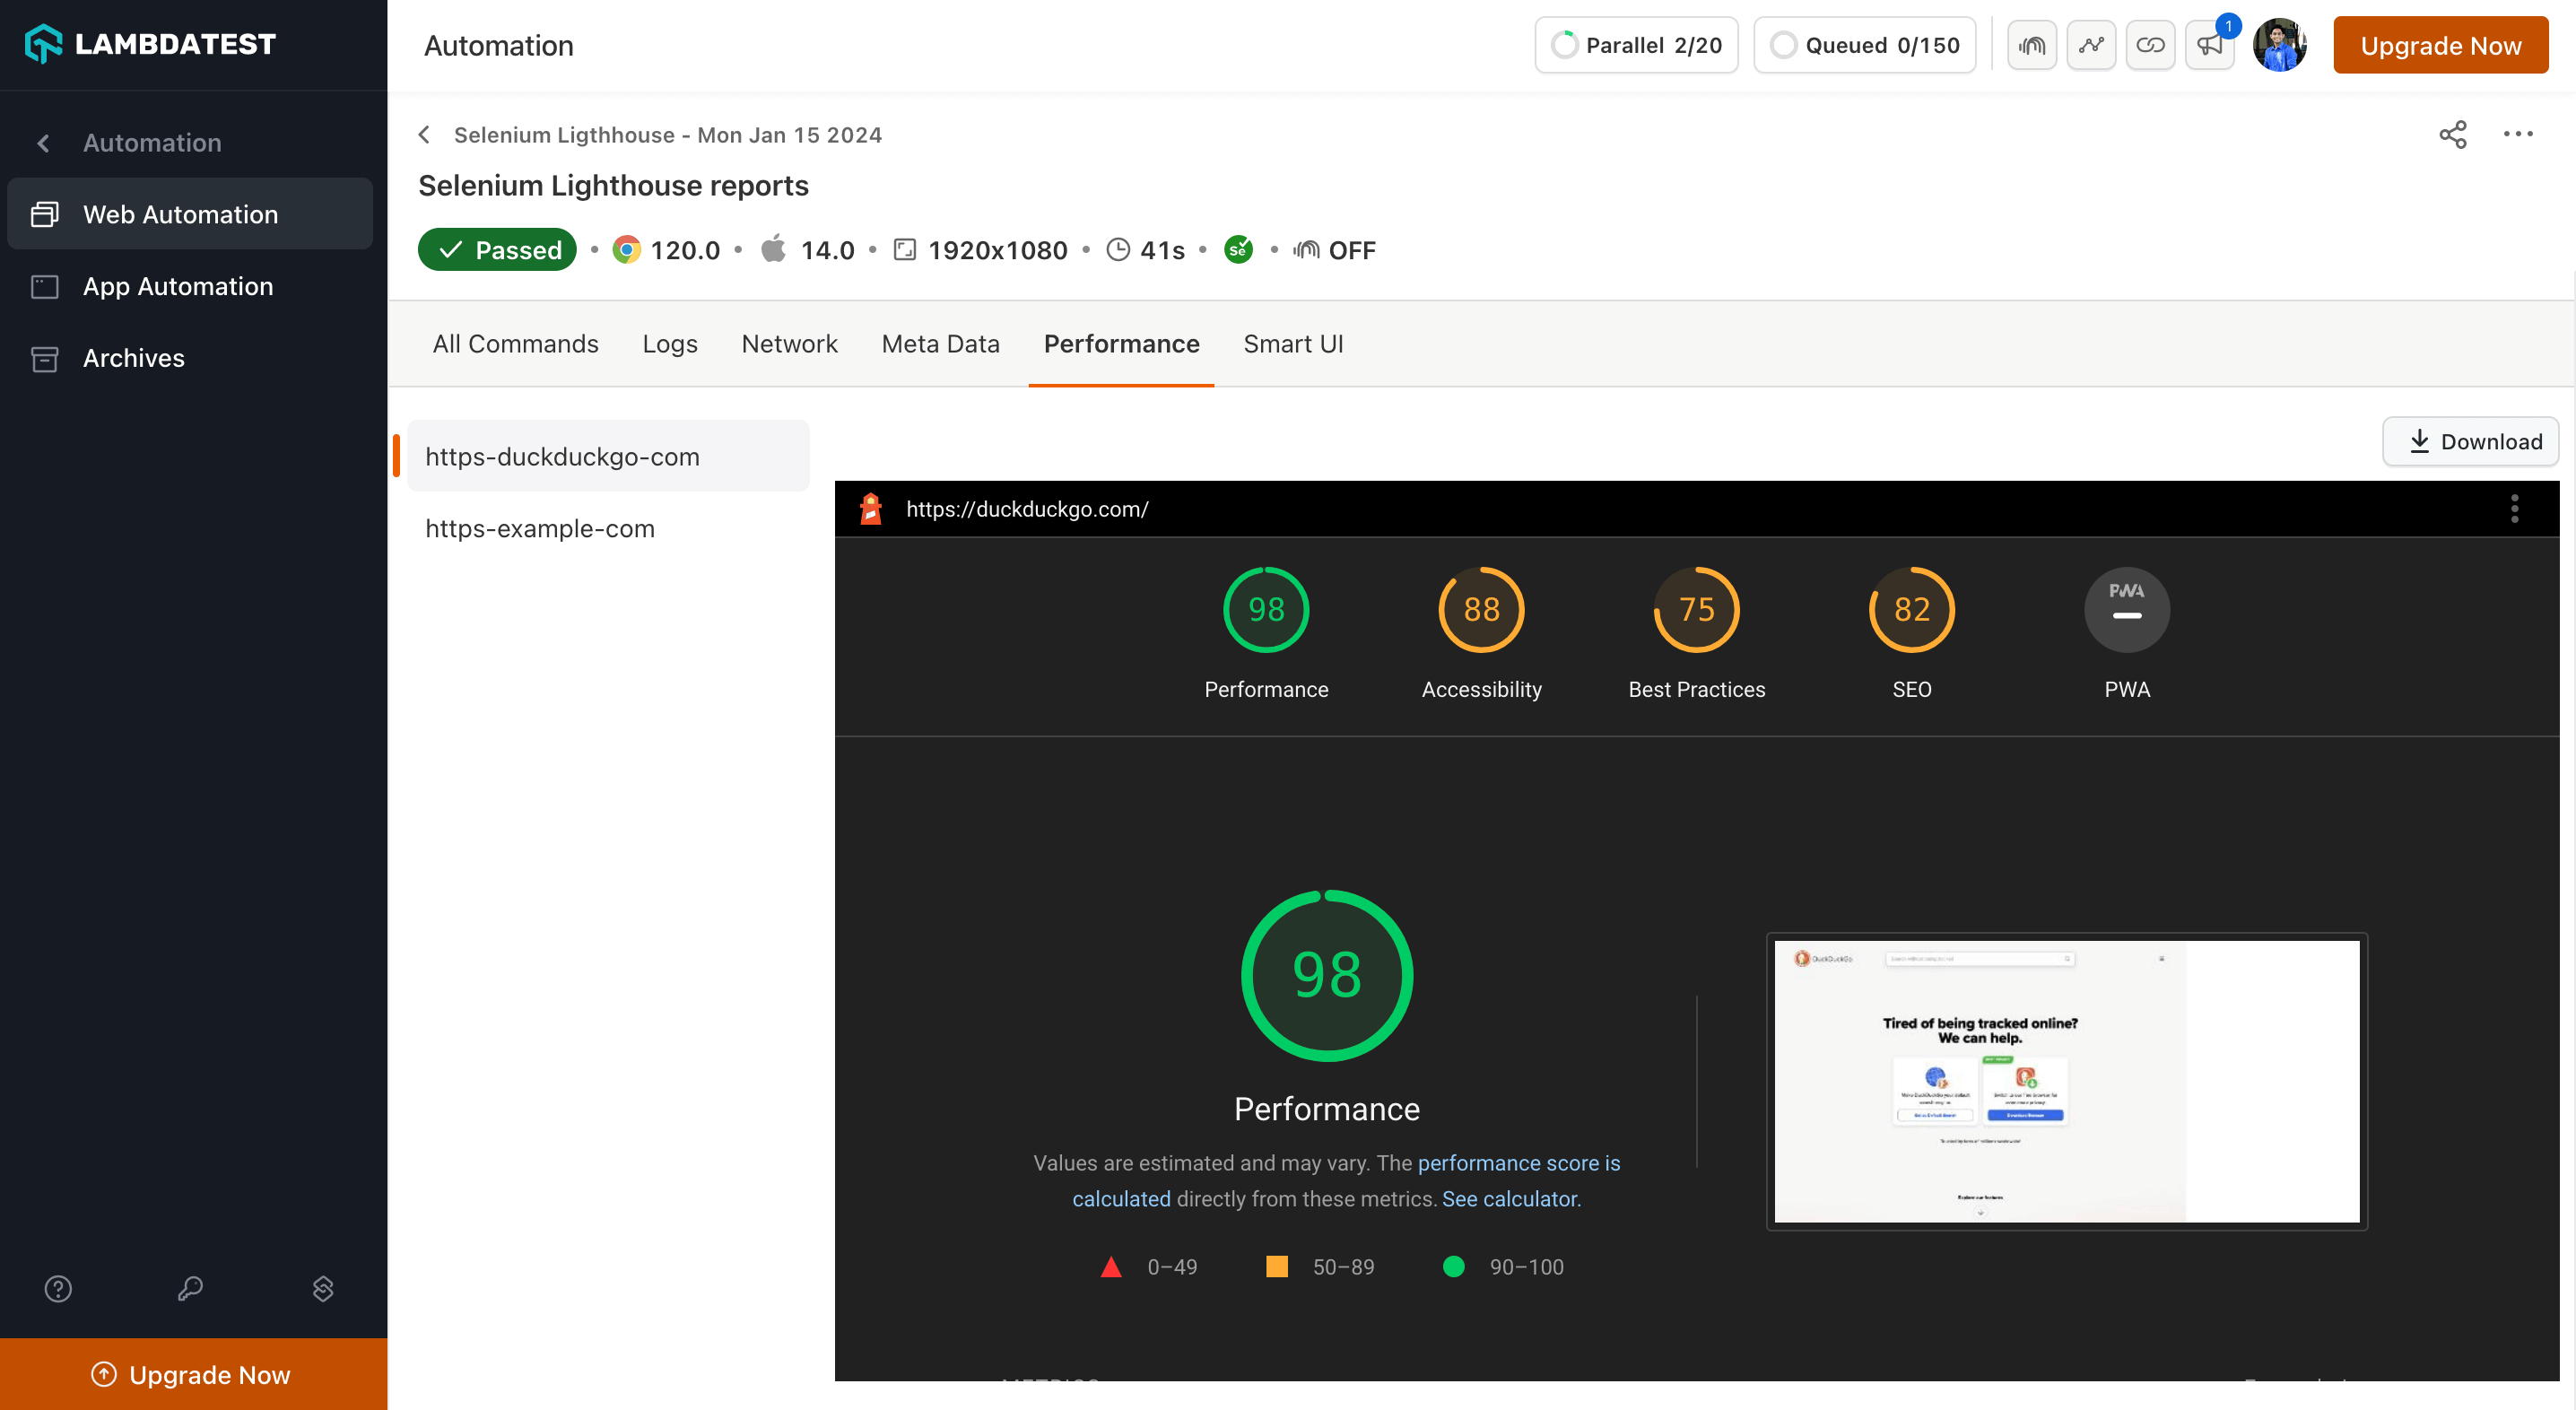 LAMBDATEST
Automation
Parallel 2/20
Queued 0/150
1
Upgrade Now
Automation
Web Automation
App Automation
Archives
Selenium Ligthhouse - Mon Jan 15 2024
Selenium Lighthouse reports
Passed • 120.0 • 14.0 • 1920x1080 • 41s • Se • OFF
All Commands
Logs
Network
Meta Data
Performance
Smart UI
https-duckduckgo-com
https-example-com
Download
https://duckduckgo.com/
98
88
75
82
PWA
Performance
Accessibility
Best Practices
SEO
PWA
98
Performance
Values are estimated and may vary. The performance score is
calculated directly from these metrics. See calculator.
0–49
50–89
90–100
DuckDuckGo
Tired of being tracked online?
We can help.
Explore our features
Upgrade Now